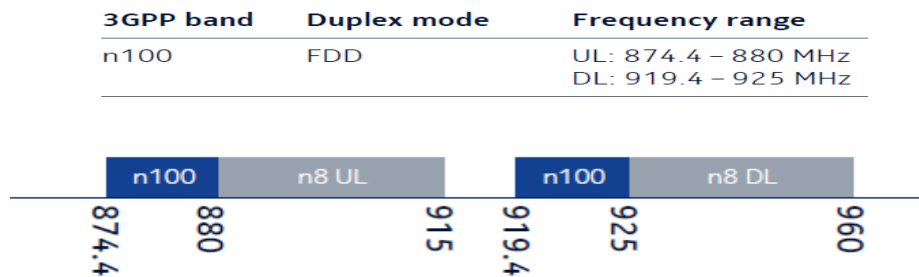 3GPP band Duplex mode Frequency range
n100 FDD UL: 874.4 – 880 MHz
DL: 919.4 – 925 MHz
n100 n8 UL n100 n8 DL
874.4 880 915 919.4 925 960